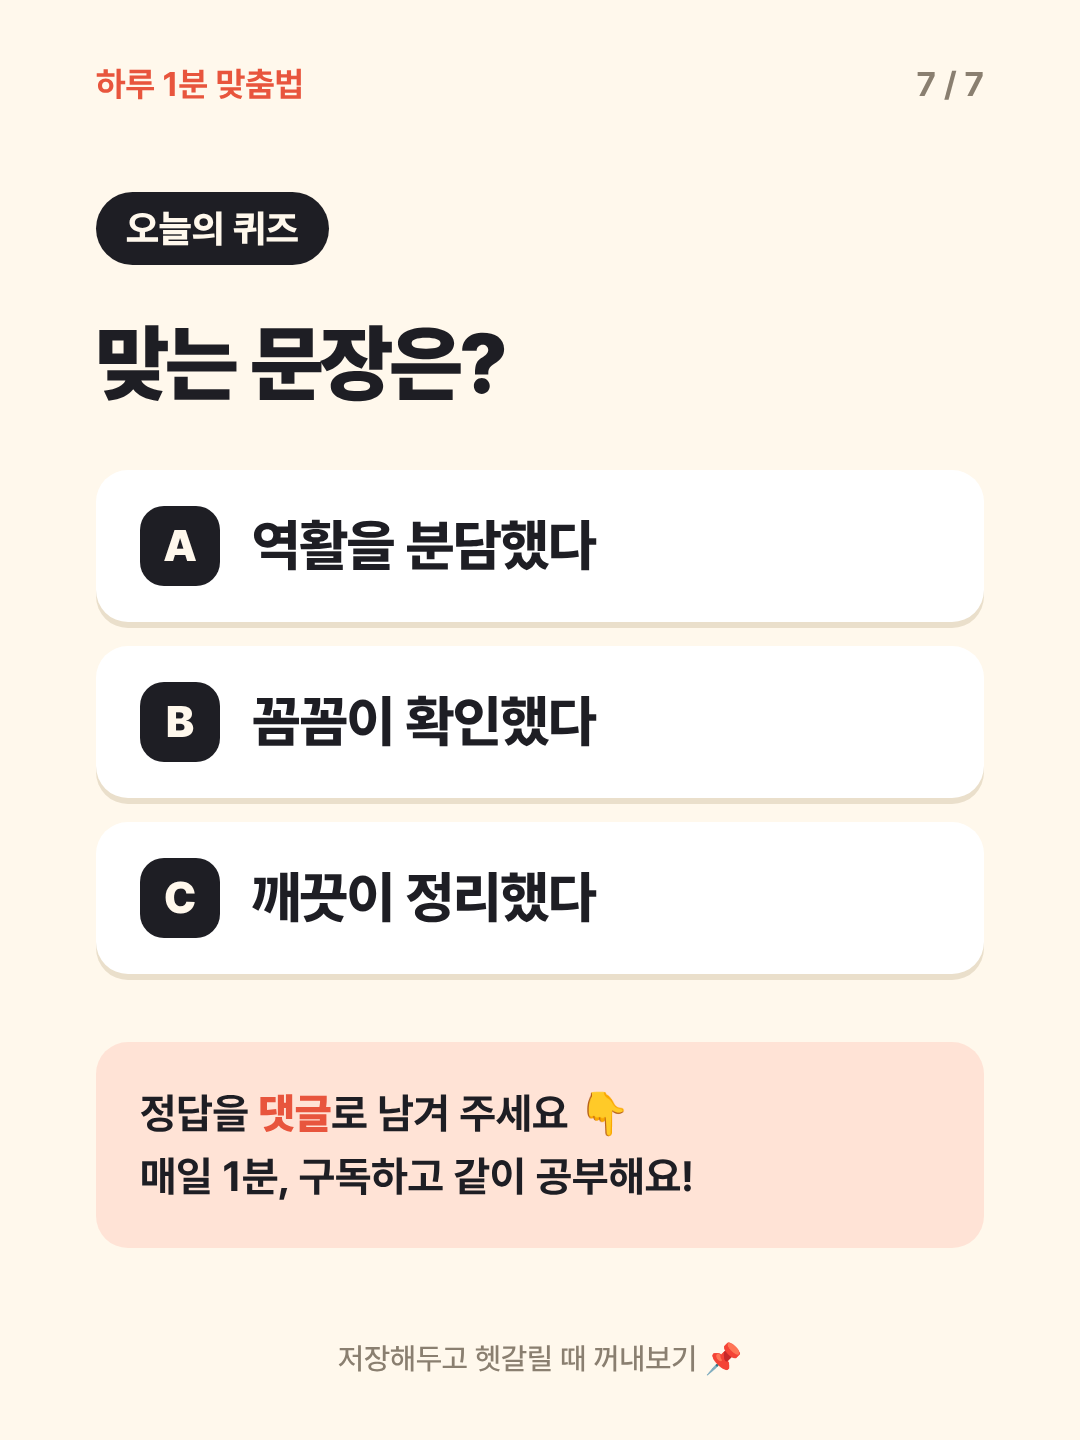 하루 1분 맞춤법
7 / 7
오늘의 퀴즈
맞는 문장은?
A 역활을 분담했다
B 꼼꼼이 확인했다
C 깨끗이 정리했다
정답을 댓글로 남겨 주세요 👇
매일 1분, 구독하고 같이 공부해요!
저장해두고 헷갈릴 때 꺼내보기 📌